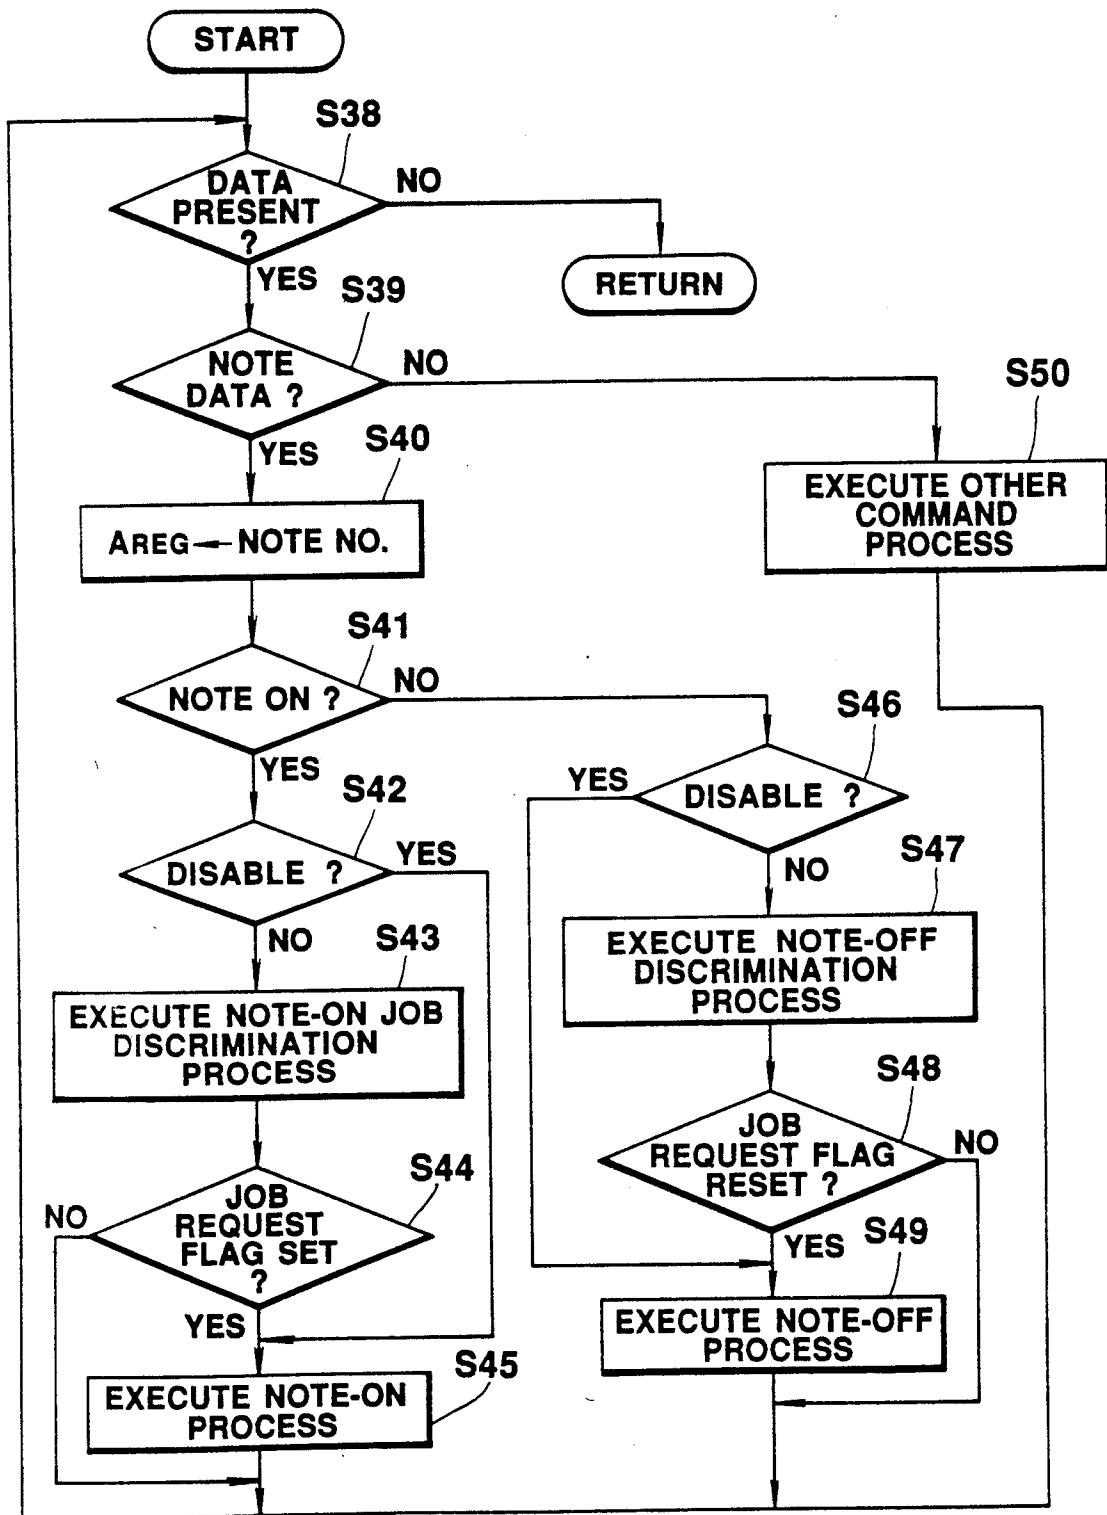 START
S38
DATA
PRESENT
?
NO
YES
RETURN
S39
NOTE
DATA ?
NO
YES
S50
EXECUTE OTHER
COMMAND
PROCESS
S40
AREG ← NOTE NO.
S41
NOTE ON ?
NO
YES
S46
DISABLE ?
YES
NO
S42
DISABLE ?
YES
NO
S47
EXECUTE NOTE-OFF
DISCRIMINATION
PROCESS
S43
EXECUTE NOTE-ON JOB
DISCRIMINATION
PROCESS
S48
JOB
REQUEST FLAG
RESET ?
NO
YES
S44
JOB
REQUEST
FLAG SET
?
NO
YES
S49
EXECUTE NOTE-OFF
PROCESS
S45
EXECUTE NOTE-ON
PROCESS